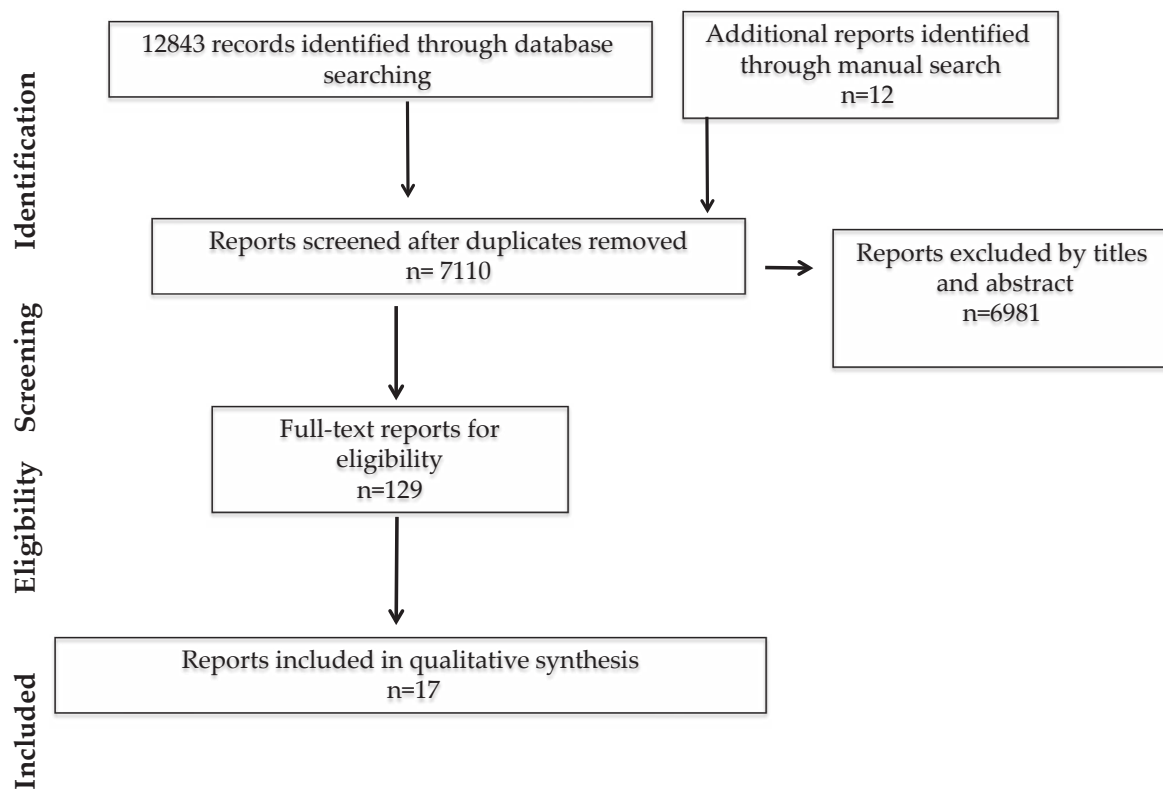 12843 records identified through database
searching
Additional reports identified
through manual search
n=12
Identification
Reports screened after duplicates removed
n= 7110
Reports excluded by titles
and abstract
n=6981
Screening
Full-text reports for
eligibility
n=129
Eligibility
Reports included in qualitative synthesis
n=17
Included